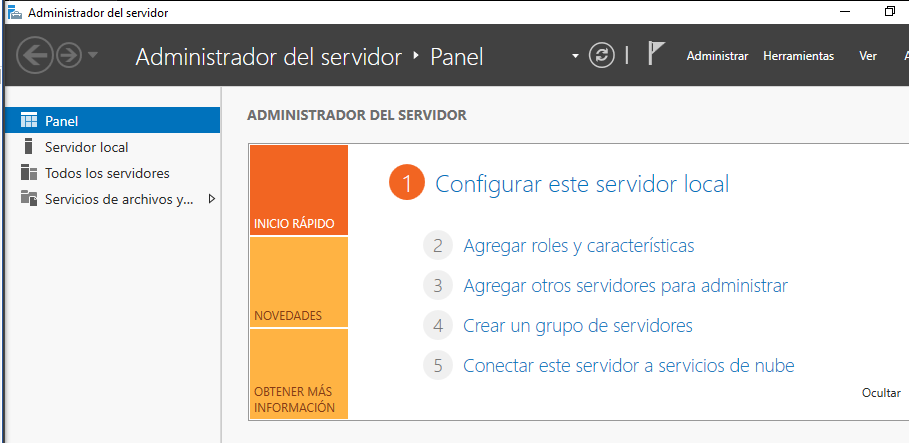 Administrador del servidor
Administrador del servidor ‣ Panel
Administrar Herramientas Ver
Panel
Servidor local
Todos los servidores
Servicios de archivos y...
ADMINISTRADOR DEL SERVIDOR
INICIO RÁPIDO
NOVEDADES
OBTENER MÁS
INFORMACIÓN
1 Configurar este servidor local
2 Agregar roles y características
3 Agregar otros servidores para administrar
4 Crear un grupo de servidores
5 Conectar este servidor a servicios de nube
Ocultar